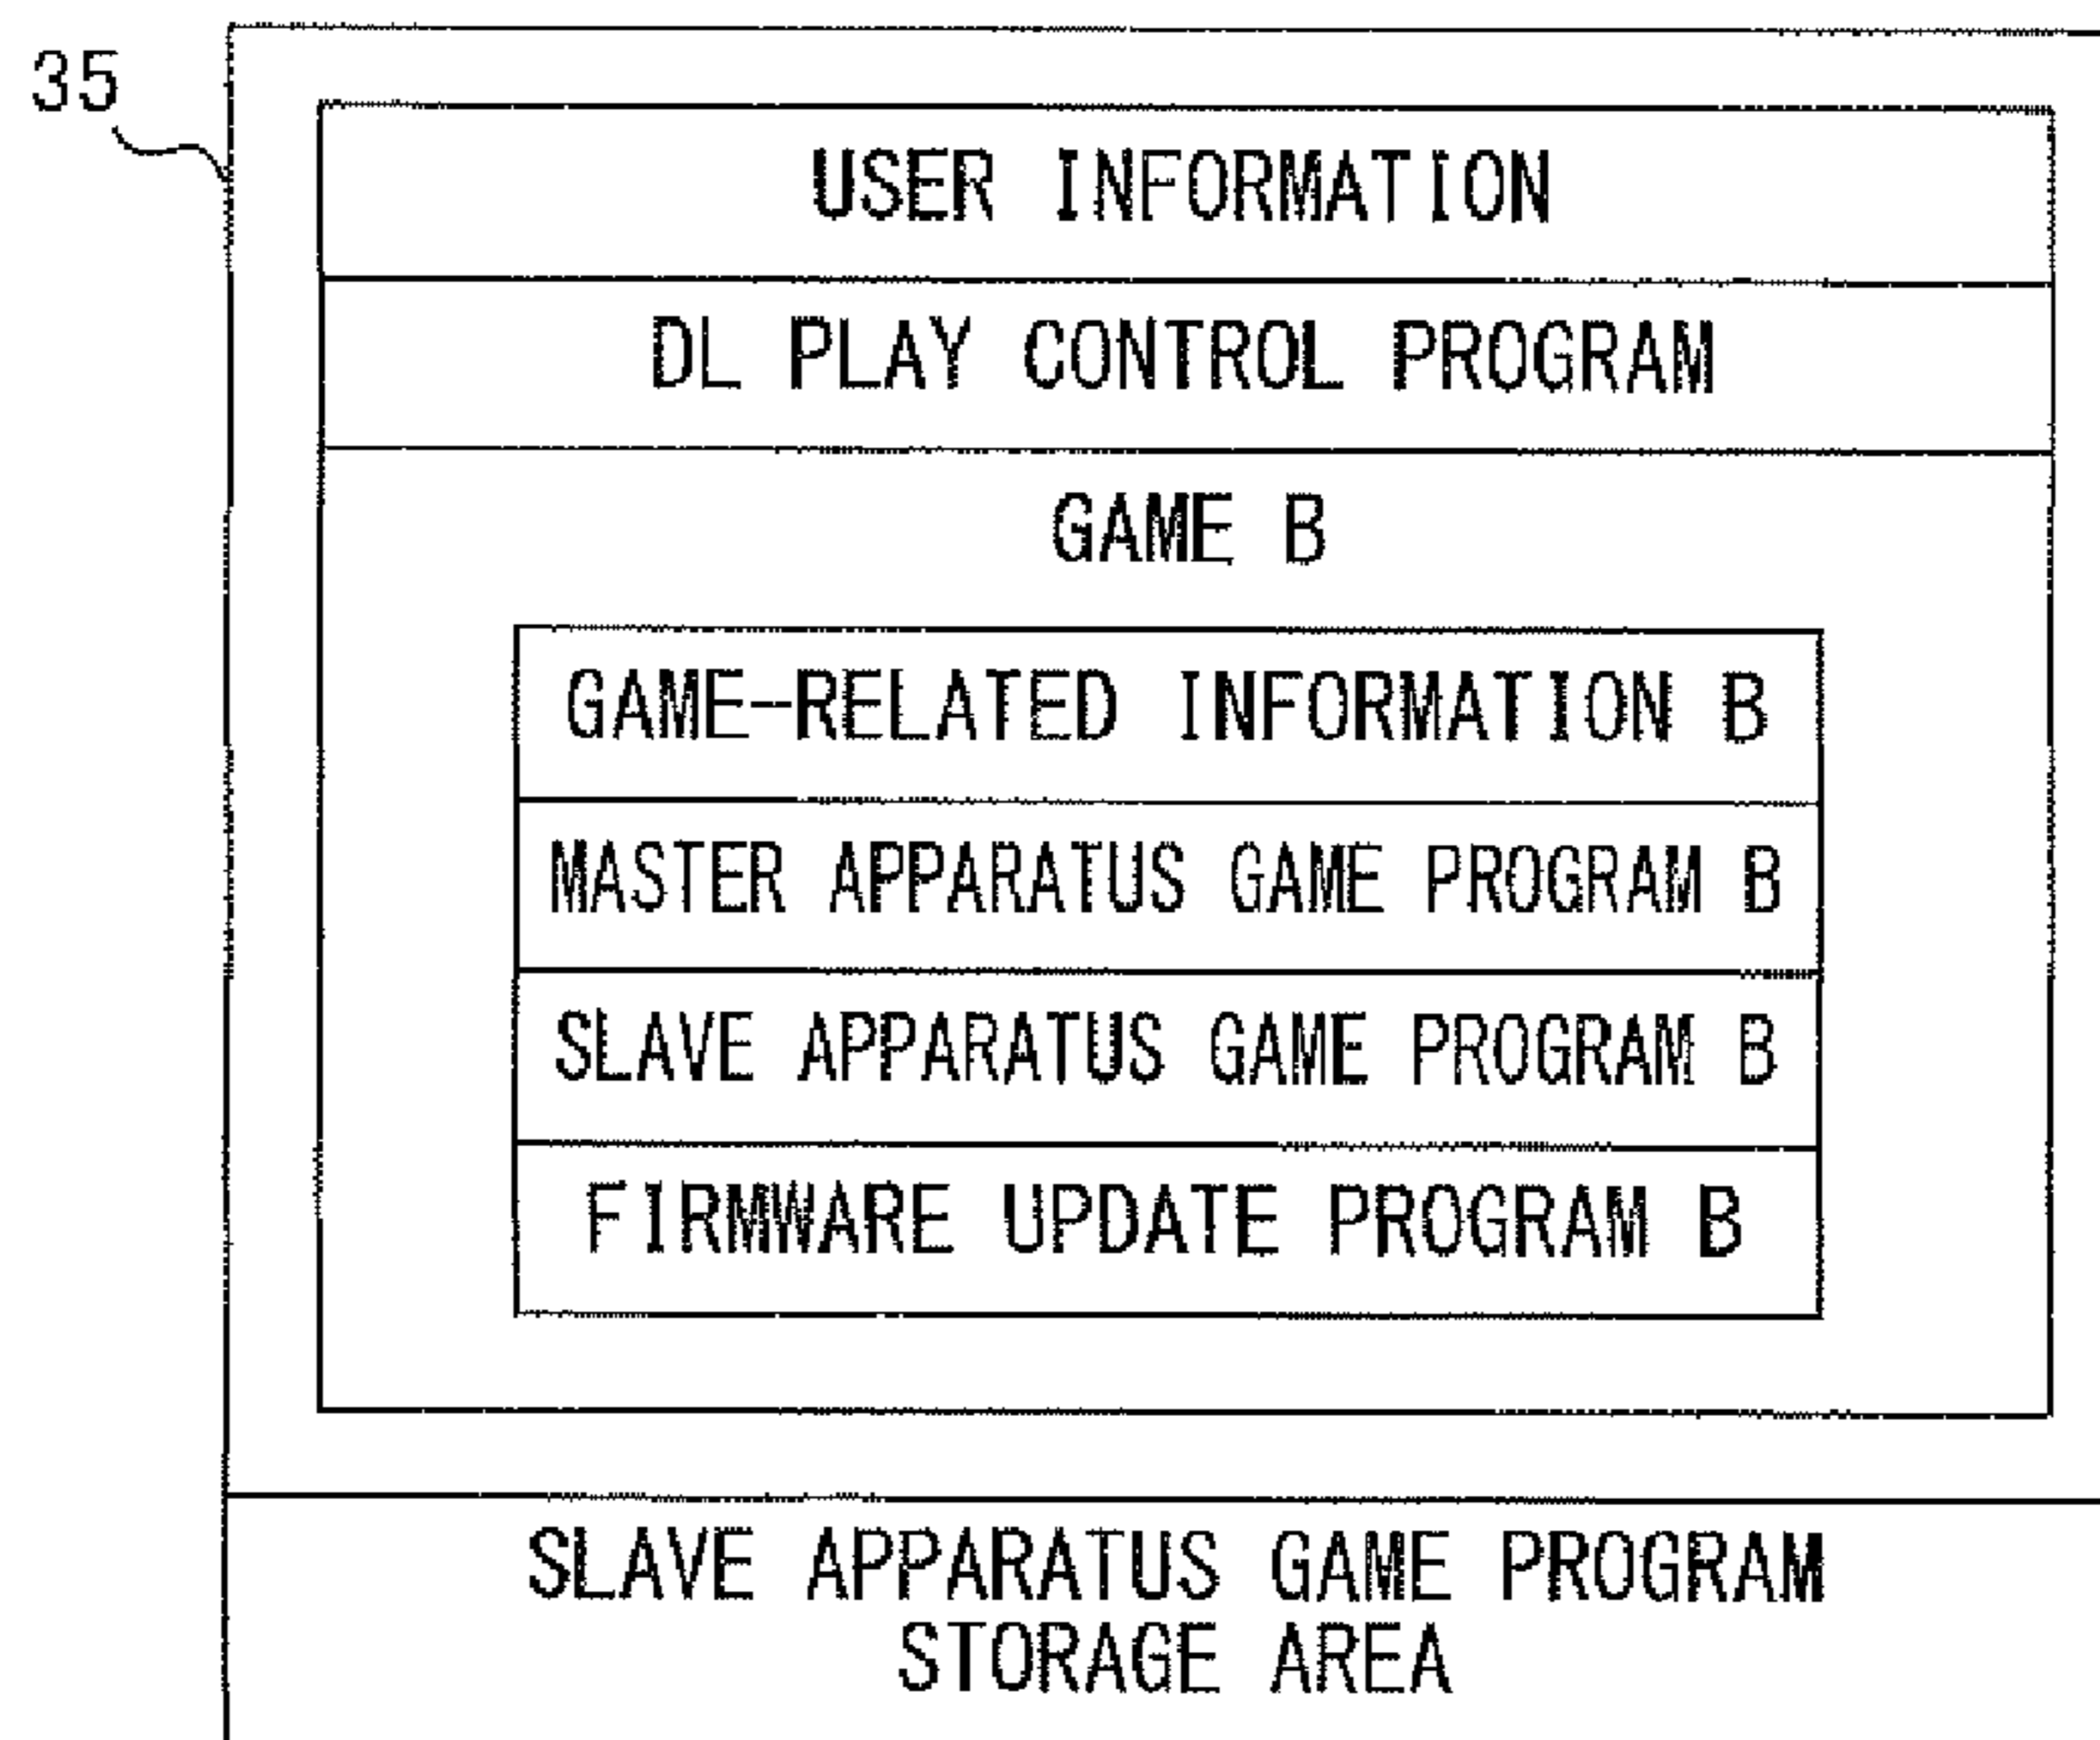 35
USER INFORMATION
DL PLAY CONTROL PROGRAM
GAME B
GAME-RELATED INFORMATION B
MASTER APPARATUS GAME PROGRAM B
SLAVE APPARATUS GAME PROGRAM B
FIRMWARE UPDATE PROGRAM B
SLAVE APPARATUS GAME PROGRAM
STORAGE AREA